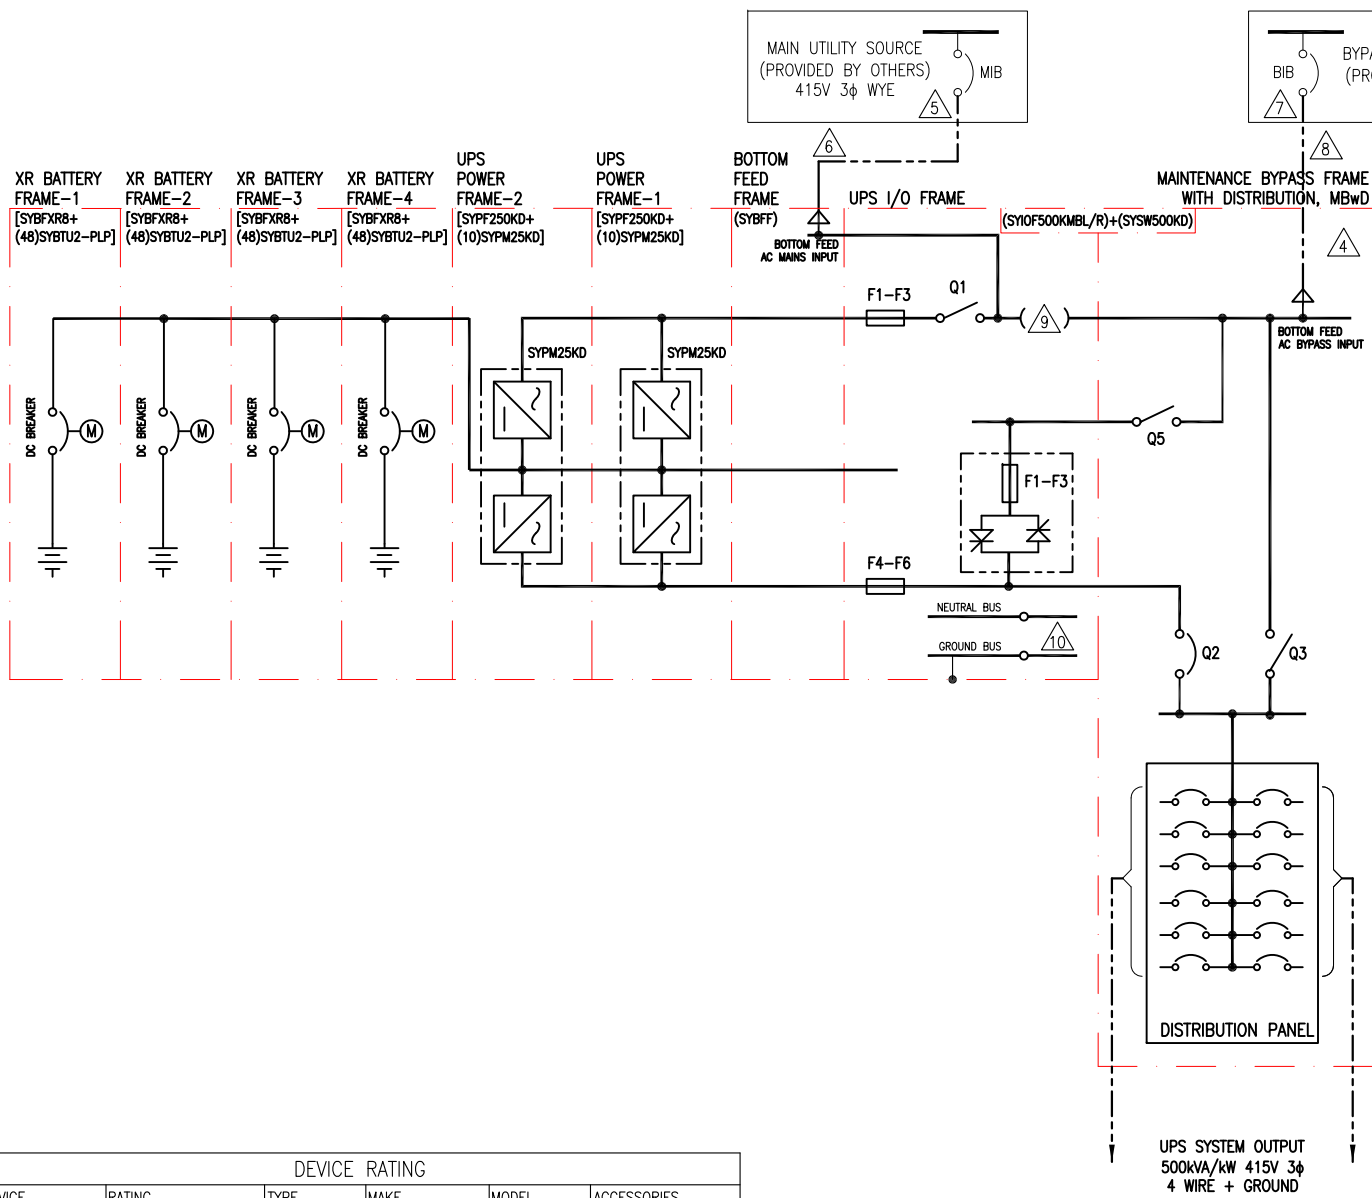 MAIN UTILITY SOURCE
(PROVIDED BY OTHERS)
415V 3ϕ WYE
MIB
5
6
BIB
7
8
4
XR BATTERY
FRAME-1
[SYBFXR8+
(48)SYBTU2-PLP]
XR BATTERY
FRAME-2
[SYBFXR8+
(48)SYBTU2-PLP]
XR BATTERY
FRAME-3
[SYBFXR8+
(48)SYBTU2-PLP]
XR BATTERY
FRAME-4
[SYBFXR8+
(48)SYBTU2-PLP]
UPS
POWER
FRAME-2
[SYPF250KD+
(10)SYPM25KD]
UPS
POWER
FRAME-1
[SYPF250KD+
(10)SYPM25KD]
BOTTOM
FEED
FRAME
(SYBFF)
UPS I/O FRAME
(SYIOF500KMBL/R)+(SYSW500KD)
MAINTENANCE BYPASS FRAME
WITH DISTRIBUTION, MBwD
BOTTOM FEED
AC MAINS INPUT
F1-F3
Q1
9
BOTTOM FEED
AC BYPASS INPUT
SYPM25KD
SYPM25KD
DC BREAKER
M
DC BREAKER
M
DC BREAKER
M
DC BREAKER
M
Q5
F1-F3
F4-F6
NEUTRAL BUS
GROUND BUS
10
Q2
Q3
DISTRIBUTION PANEL
UPS SYSTEM OUTPUT
500kVA/kW 415V 3ϕ
4 WIRE + GROUND
DEVICE RATING
RATING
TYPE
MAKE
MODEL
ACCESSORIES